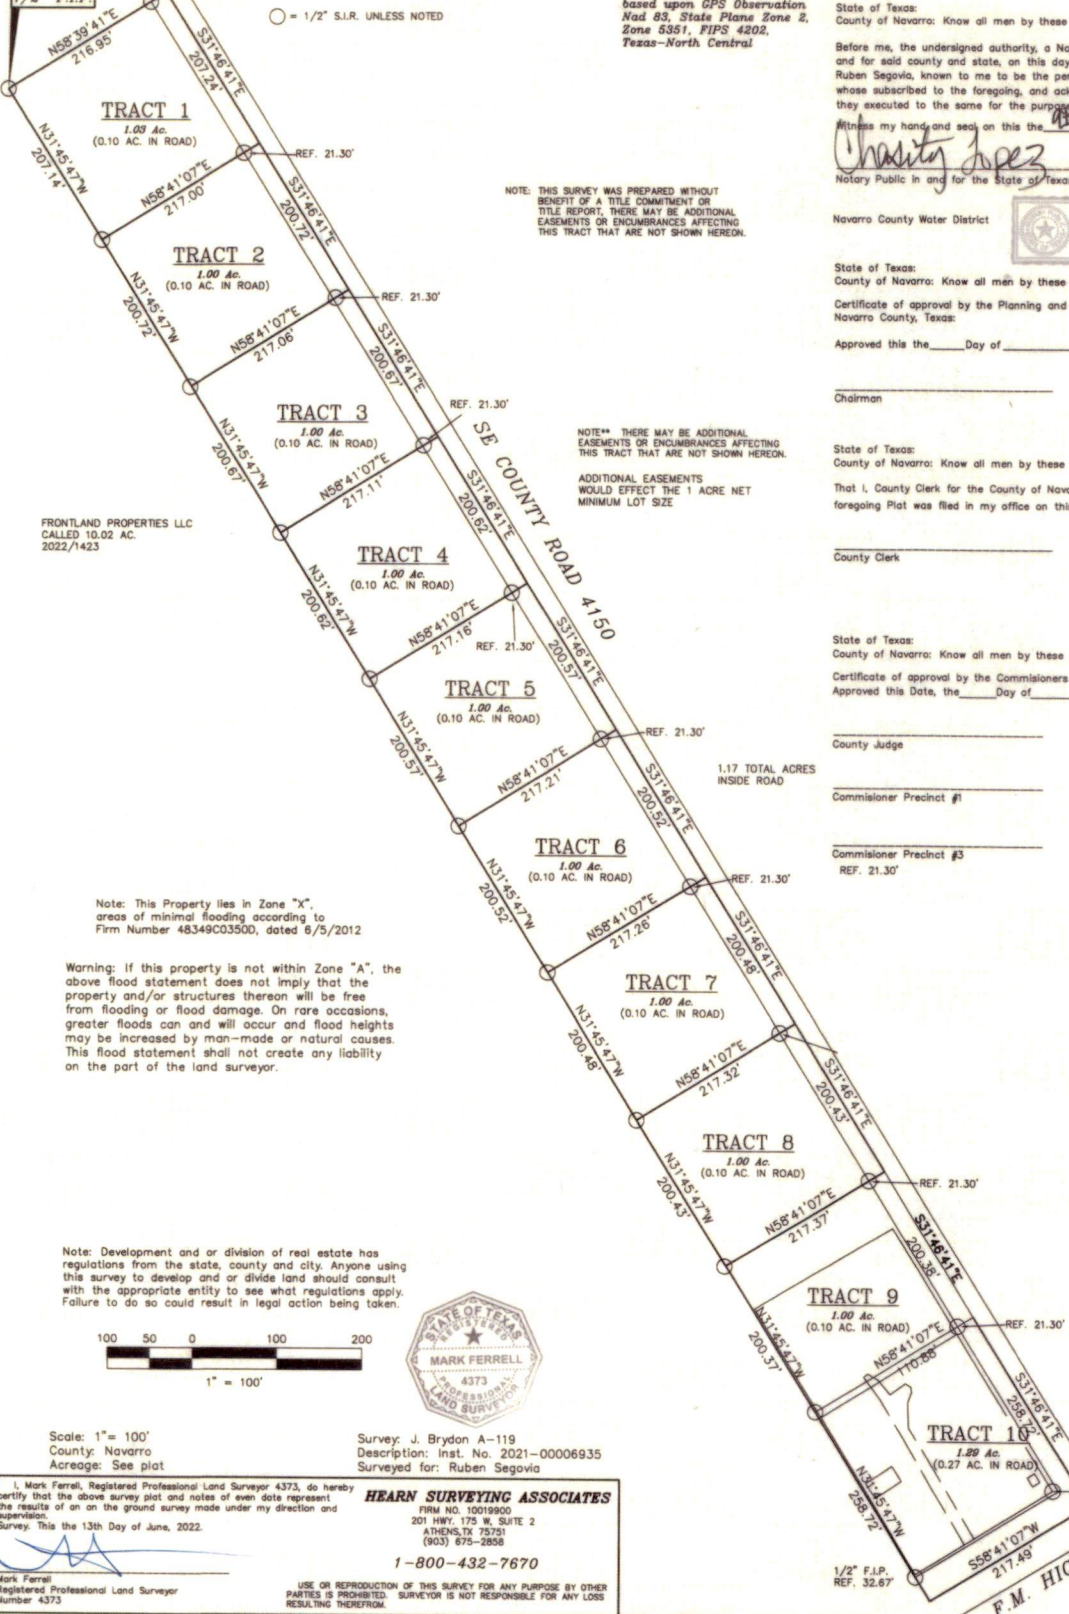 1/2" F.I.P.
○ = 1/2" S.I.R. UNLESS NOTED
based upon GPS Observation
Nad 83, State Plane Zone 2,
Zone 5351, FIPS 4202,
Texas-North Central
N58°39'41"E
216.95'
S31°46'41"E
207.24'
TRACT 1
1.03 Ac.
(0.10 AC. IN ROAD)
N31°45'47"W
207.14'
N58°41'07"E
217.00'
REF. 21.30'
S31°46'41"E
200.72'
TRACT 2
1.00 Ac.
(0.10 AC. IN ROAD)
N31°45'47"W
200.72'
N58°41'07"E
217.06'
REF. 21.30'
S31°46'41"E
200.67'
TRACT 3
1.00 Ac.
(0.10 AC. IN ROAD)
N31°45'47"W
200.67'
N58°41'07"E
217.11'
REF. 21.30'
S31°46'41"E
200.62'
SE COUNTY ROAD 4150
TRACT 4
1.00 Ac.
(0.10 AC. IN ROAD)
N31°45'47"W
200.62'
N58°41'07"E
217.16'
REF. 21.30'
S31°46'41"E
200.57'
TRACT 5
1.00 Ac.
(0.10 AC. IN ROAD)
N31°45'47"W
200.57'
N58°41'07"E
217.21'
REF. 21.30'
S31°46'41"E
200.52'
1.17 TOTAL ACRES
INSIDE ROAD
TRACT 6
1.00 Ac.
(0.10 AC. IN ROAD)
N31°45'47"W
200.52'
N58°41'07"E
217.26'
REF. 21.30'
S31°46'41"E
200.48'
TRACT 7
1.00 Ac.
(0.10 AC. IN ROAD)
N31°45'47"W
200.48'
N58°41'07"E
217.32'
S31°46'41"E
200.43'
TRACT 8
1.00 Ac.
(0.10 AC. IN ROAD)
N31°45'47"W
200.43'
N58°41'07"E
217.37'
REF. 21.30'
S31°46'41"E
200.38'
TRACT 9
1.00 Ac.
(0.10 AC. IN ROAD)
N31°45'47"W
200.37'
N58°41'07"E
110.88'
REF. 21.30'
S31°46'41"E
258.72'
TRACT 10
1.29 Ac.
(0.27 AC. IN ROAD)
N31°45'47"W
258.72'
S58°41'07"W
217.49'
1/2" F.I.P.
REF. 32.67'
F.M. HIG
NOTE: THIS SURVEY WAS PREPARED WITHOUT
BENEFIT OF A TITLE COMMITMENT OR
TITLE REPORT, THERE MAY BE ADDITIONAL
EASEMENTS OR ENCUMBRANCES AFFECTING
THIS TRACT THAT ARE NOT SHOWN HEREON.
NOTE** THERE MAY BE ADDITIONAL
EASEMENTS OR ENCUMBRANCES AFFECTING
THIS TRACT THAT ARE NOT SHOWN HEREON.
ADDITIONAL EASEMENTS
WOULD EFFECT THE 1 ACRE NET
MINIMUM LOT SIZE
FRONTLAND PROPERTIES LLC
CALLED 10.02 AC.
2022/1423
Note: This Property lies in Zone "X",
areas of minimal flooding according to
Firm Number 48349C0350D, dated 6/5/2012
Warning: If this property is not within Zone "A", the
above flood statement does not imply that the
property and/or structures thereon will be free
from flooding or flood damage. On rare occasions,
greater floods can and will occur and flood heights
may be increased by man-made or natural causes.
This flood statement shall not create any liability
on the part of the land surveyor.
Note: Development and or division of real estate has
regulations from the state, county and city. Anyone using
this survey to develop and or divide land should consult
with the appropriate entity to see what regulations apply.
Failure to do so could result in legal action being taken.
100 50 0 100 200
1" = 100'
STATE OF TEXAS
REGISTERED
MARK FERRELL
4373
PROFESSIONAL
LAND SURVEYOR
Scale: 1"= 100'
County: Navarro
Acreage: See plat
Survey: J. Brydon A-119
Description: Inst. No. 2021-00006935
Surveyed for: Ruben Segovia
I, Mark Ferrell, Registered Professional Land Surveyor 4373, do hereby
certify that the above survey plat and notes of even date represent
the results of an on the ground survey made under my direction and
supervision.
Survey. This the 13th Day of June, 2022.
Mark Ferrell
Registered Professional Land Surveyor
Number 4373
HEARN SURVEYING ASSOCIATES
FIRM NO. 10019900
201 HWY. 175 W. SUITE 2
ATHENS,TX 75751
(903) 675-2858
1-800-432-7670
USE OR REPRODUCTION OF THIS SURVEY FOR ANY PURPOSE BY OTHER
PARTIES IS PROHIBITED. SURVEYOR IS NOT RESPONSIBLE FOR ANY LOSS
RESULTING THEREFROM.
State of Texas:
County of Navarro: Know all men by these
Before me, the undersigned authority, a No
and for said county and state, on this day
Ruben Segovia, known to me to be the per
whose subscribed to the foregoing, and ack
they executed to the same for the purpose
Witness my hand and seal on this the 9th
Chasity Lopez
Notary Public in and for the State of Texas
Navarro County Water District
State of Texas:
County of Navarro: Know all men by these
Certificate of approval by the Planning and
Navarro County, Texas:
Approved this the_____Day of
Chairman
State of Texas:
County of Navarro: Know all men by these
That I, County Clerk for the County of Nava
foregoing Plat was filed in my office on this
County Clerk
State of Texas:
County of Navarro: Know all men by these
Certificate of approval by the Commisioners
Approved this Date, the_____Day of
County Judge
Commisioner Precinct #1
Commisioner Precinct #3
REF. 21.30'